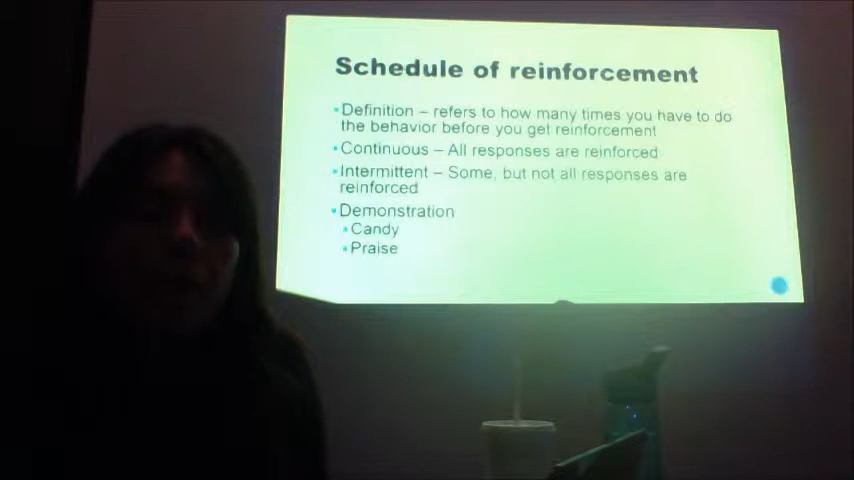 Schedule of reinforcement
•Definition – refers to how many times you have to do
the behavior before you get reinforcement
•Continuous – All responses are reinforced
•Intermittent – Some, but not all responses are
reinforced
•Demonstration
•Candy
•Praise